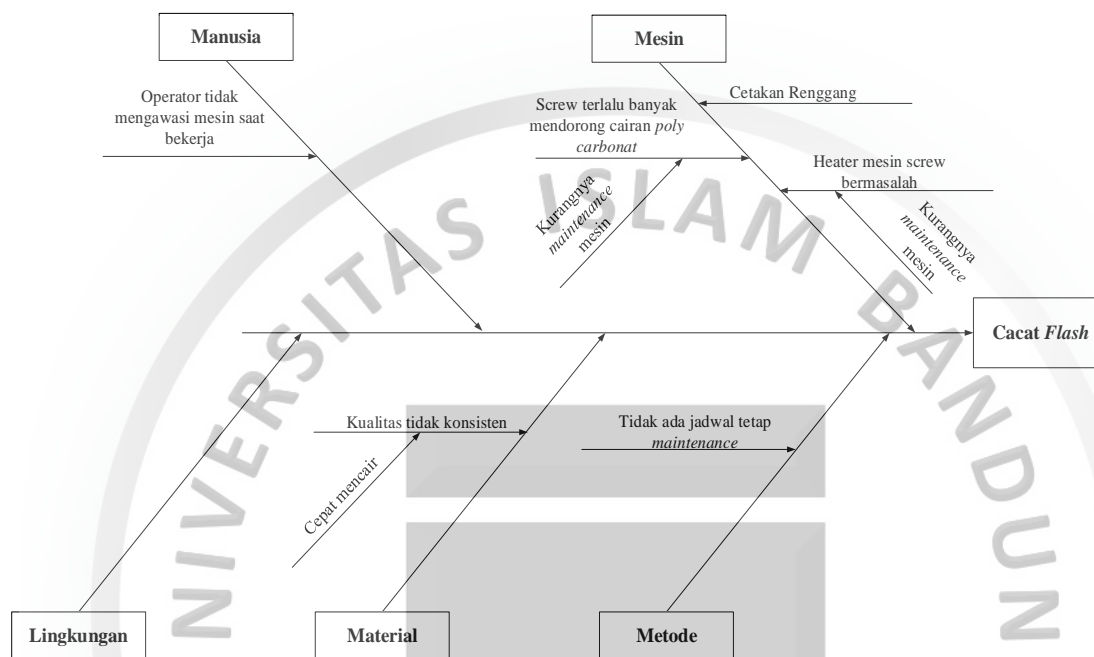 Manusia
Mesin
Operator tidak
mengawasi mesin saat
bekerja
Screw terlalu banyak
mendorong cairan poly
carbonat
Kurangnya
maintenance
mesin
Cetakan Renggang
Heater mesin screw
bermasalah
Kurangnya
maintenance
mesin
Cacat Flash
Kualitas tidak konsisten
Cepat mencair
Tidak ada jadwal tetap
maintenance
Lingkungan
Material
Metode
NIVERSITAS ISLAM BANDUN